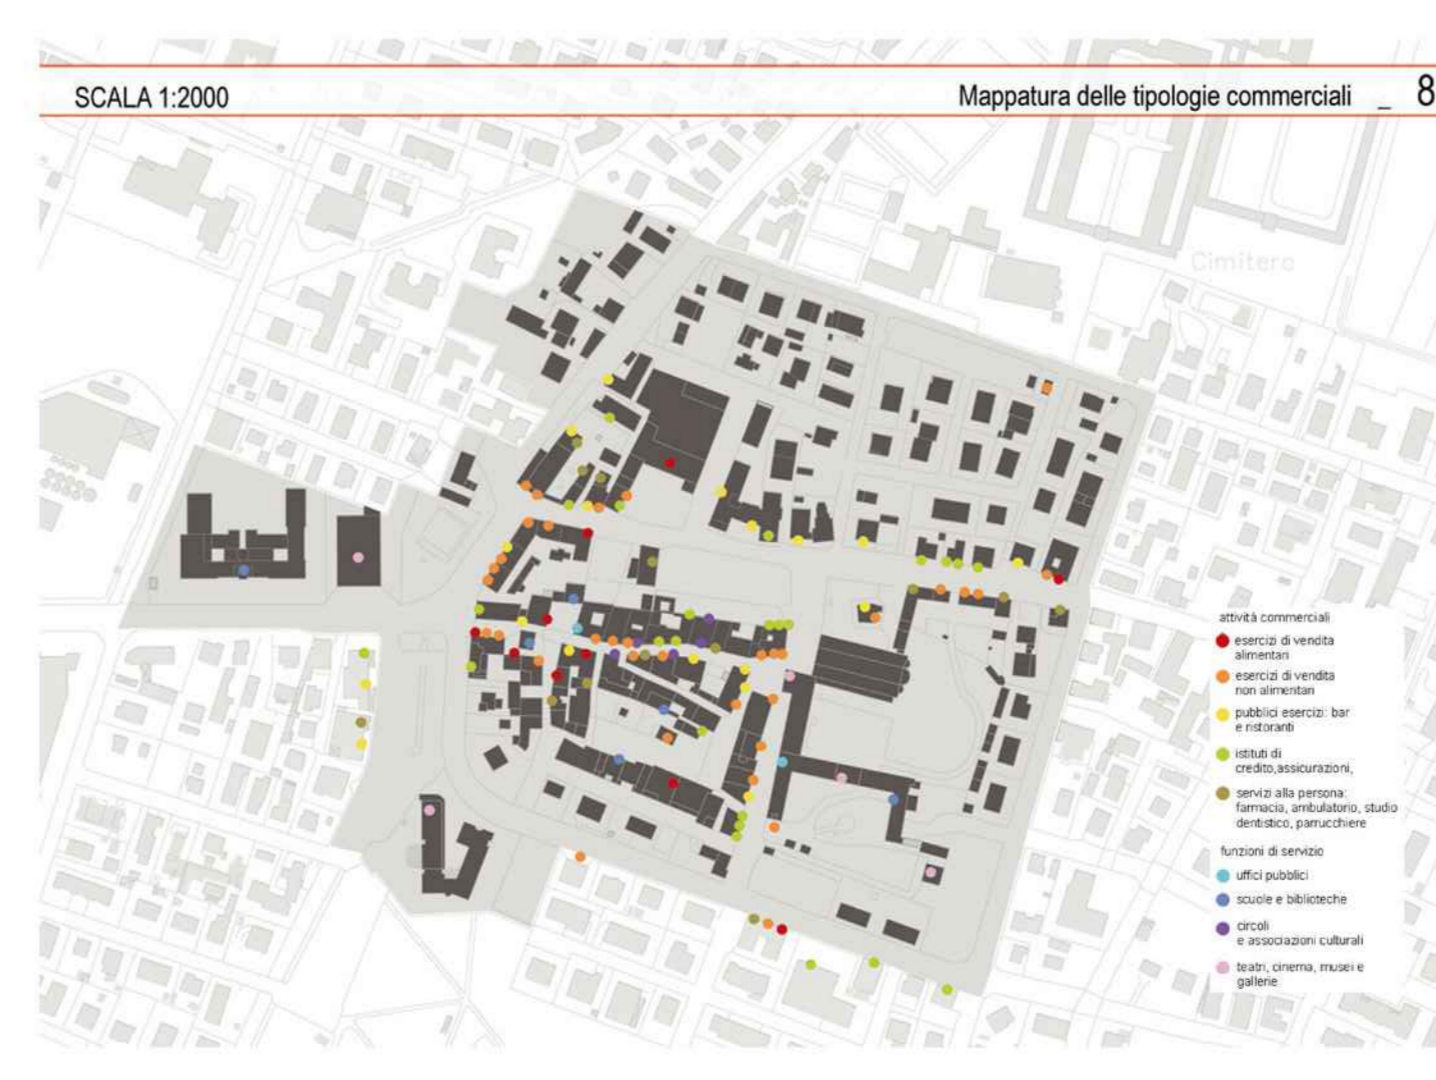 SCALA 1:2000
Mappatura delle tipologie commerciali _ 8
Cimitero
attività commerciali
esercizi di vendita
alimentari
esercizi di vendita
non alimentari
pubblici esercizi: bar
e ristoranti
istituti di
credito,assicurazioni,
servizi alla persona:
farmacia, ambulatorio, studio
dentistico, parrucchiere
funzioni di servizio
uffici pubblici
scuole e biblioteche
circoli
e associazioni culturali
teatri, cinema, musei e
gallerie